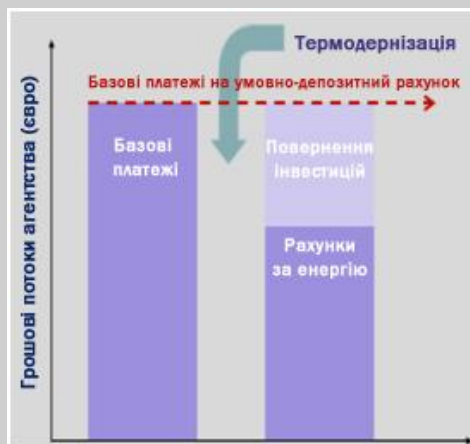 Термодернізація
Базові платежі на умовно-депозитний рахунок
Базові
платежі
Повернення
інвестицій
Рахунки
за енергію
Грошові потоки агентства (євро)